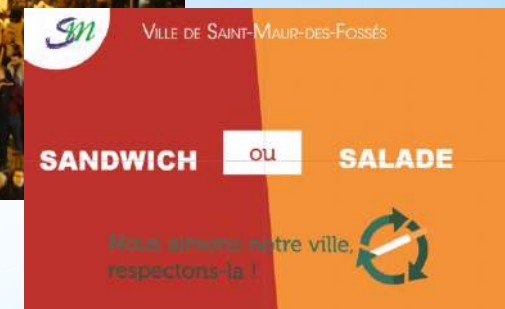 Sm VILLE DE SAINT-MAUR-DES-FOSSÉS
SANDWICH ou SALADE
Nous aimons notre ville,
respectons-la !